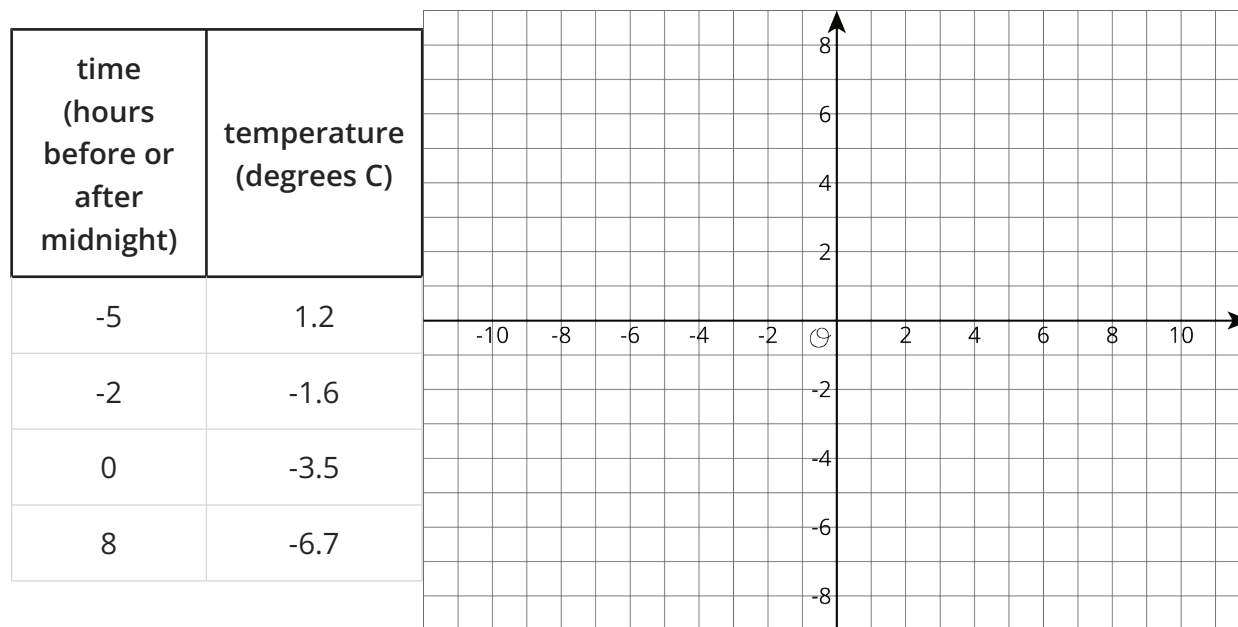 time
(hours
before or
after
midnight)
temperature
(degrees C)
-5 1.2
-2 -1.6
0 -3.5
8 -6.7
8
6
4
2
-10 -8 -6 -4 -2 O 2 4 6 8 10
-2
-4
-6
-8